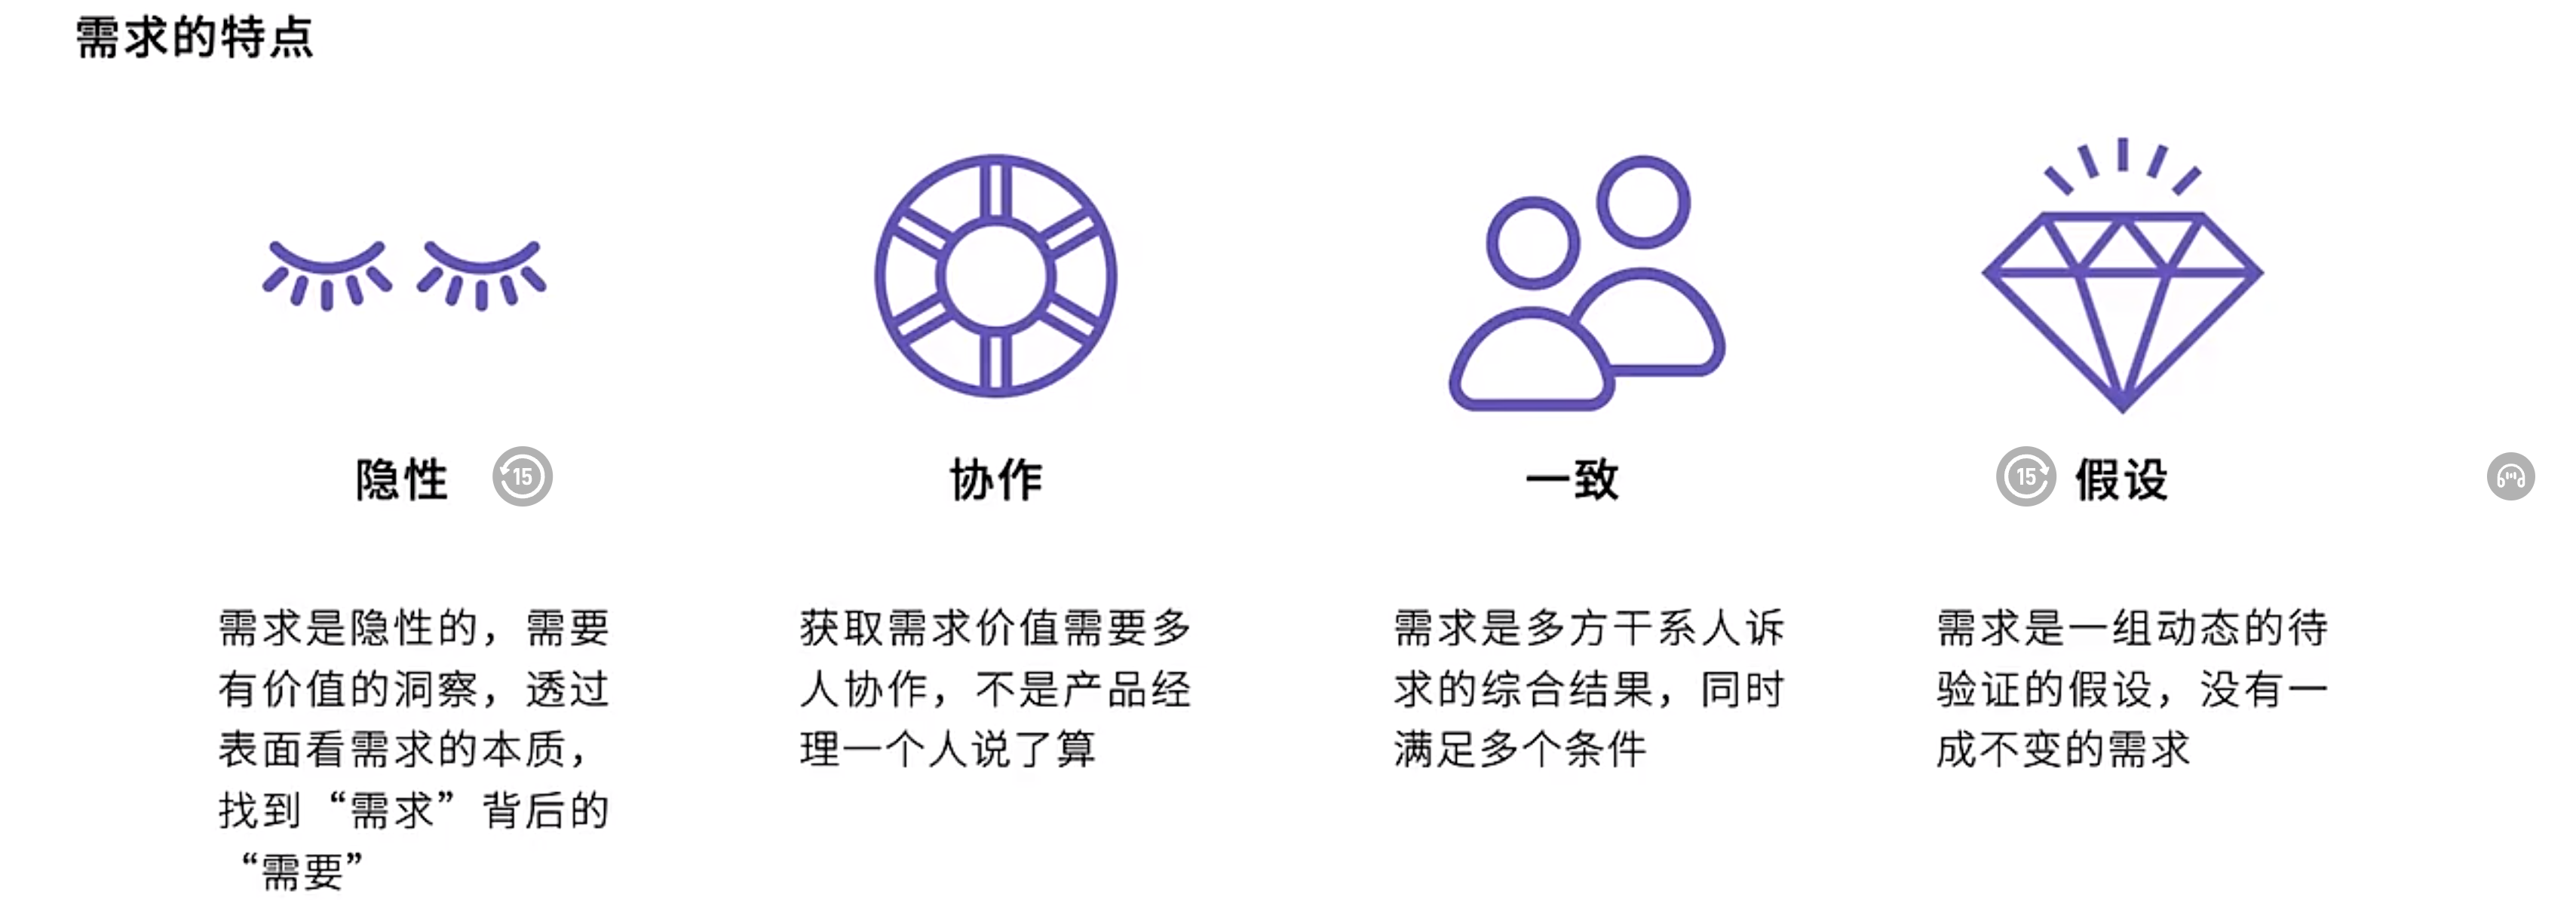 需求的特点
隐性
15
需求是隐性的，需要
有价值的洞察，透过
表面看需求的本质，
找到“需求”背后的
“需要”
协作
获取需求价值需要多
人协作，不是产品经
理一个人说了算
一致
需求是多方干系人诉
求的综合结果，同时
满足多个条件
15
假设
需求是一组动态的待
验证的假设，没有一
成不变的需求